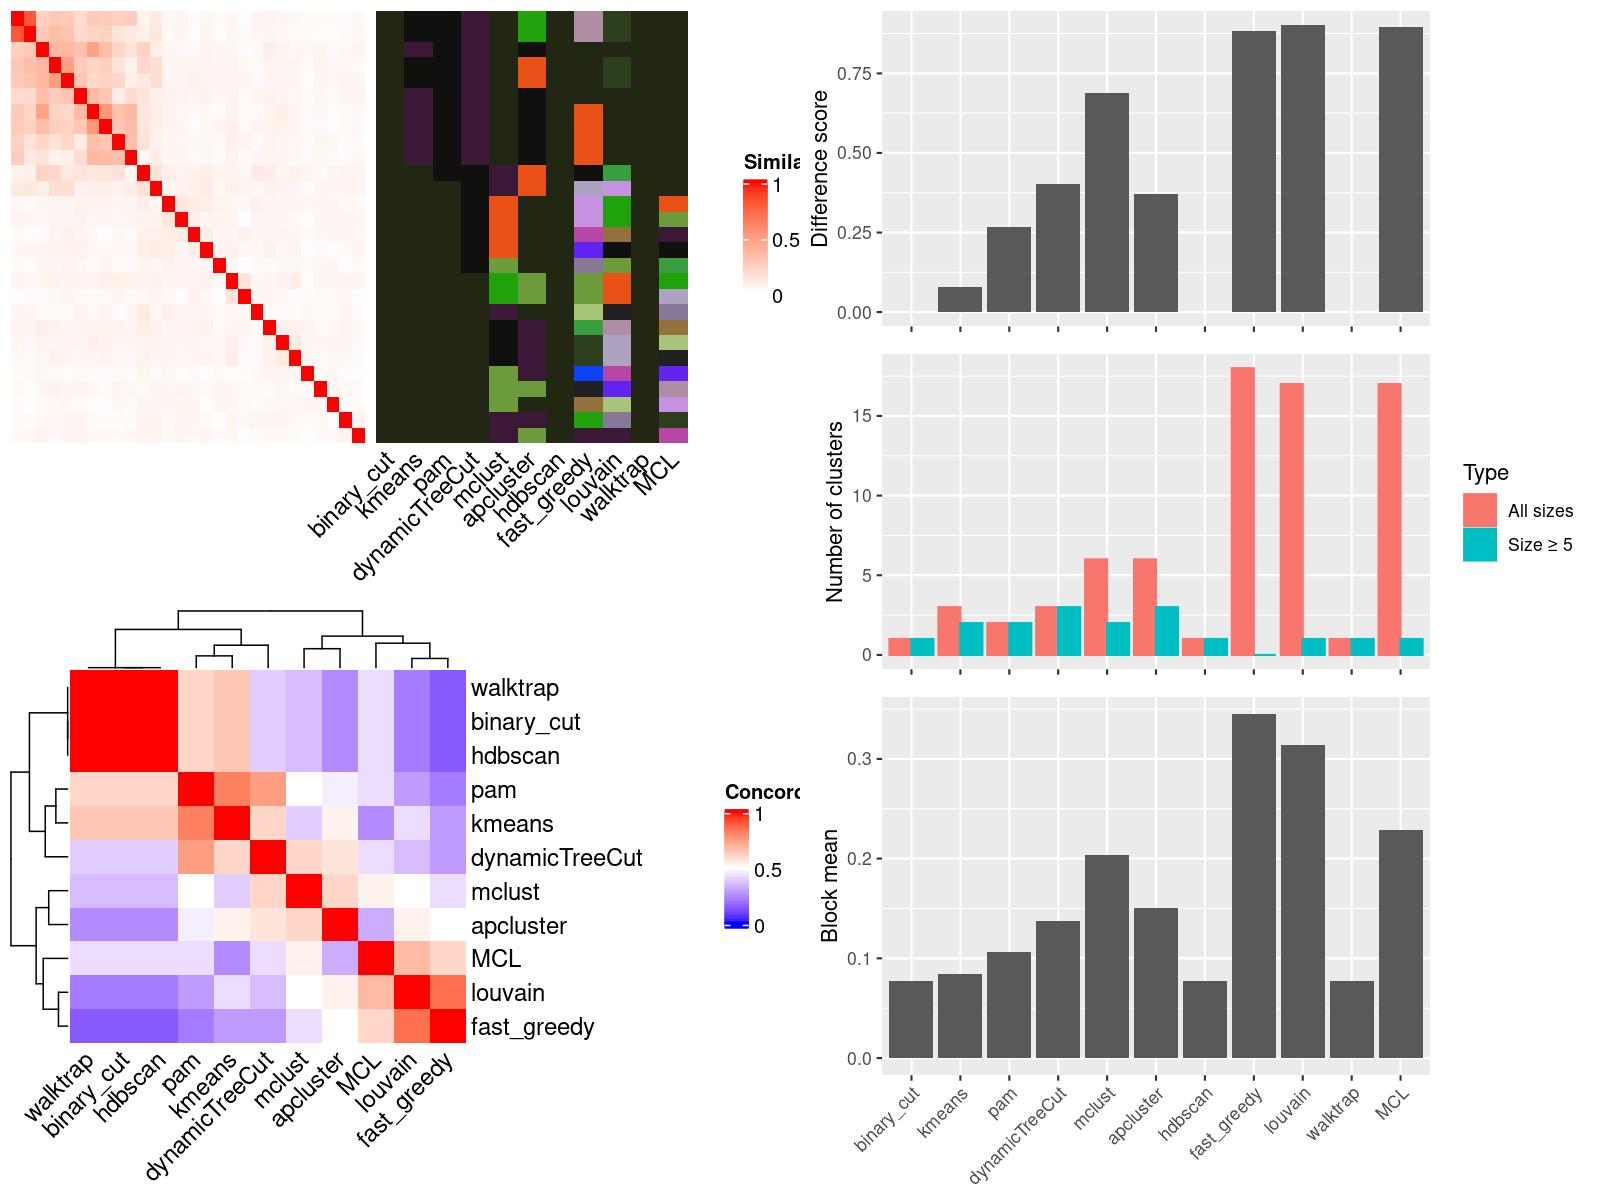 Simila
1
0.5
0
binary_cut
kmeans
pam
dynamicTreeCut
mclust
apcluster
hdbscan
fast_greedy
louvain
walktrap
MCL
walktrap
binary_cut
hdbscan
pam
kmeans
dynamicTreeCut
mclust
apcluster
MCL
louvain
fast_greedy
walktrap
binary_cut
hdbscan
pam
kmeans
dynamicTreeCut
mclust
apcluster
MCL
louvain
fast_greedy
Concord
1
0.5
0
Difference score
0.75
0.50
0.25
0.00
Number of clusters
15
10
5
0
Type
All sizes
Size ≥ 5
Block mean
0.3
0.2
0.1
0.0
binary_cut
kmeans
pam
dynamicTreeCut
mclust
apcluster
hdbscan
fast_greedy
louvain
walktrap
MCL